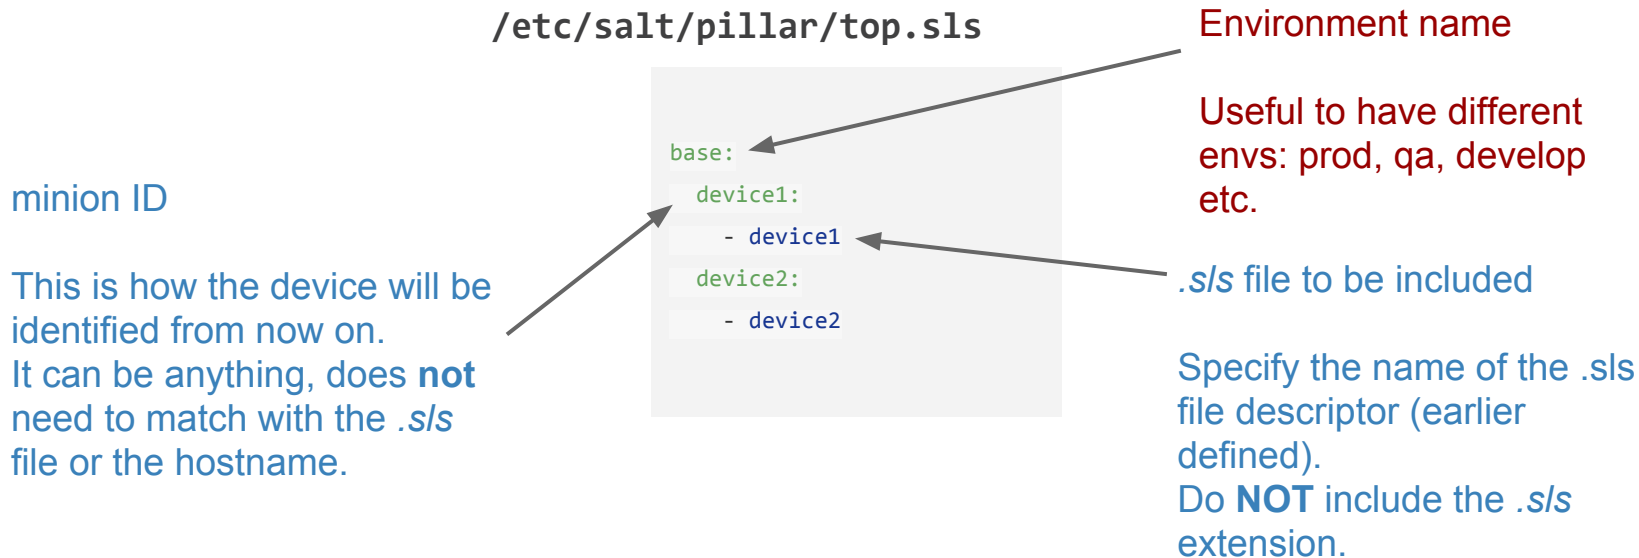 /etc/salt/pillar/top.sls
Environment name
Useful to have different
envs: prod, qa, develop
etc.
base:
device1:
- device1
device2:
- device2
minion ID
This is how the device will be
identified from now on.
It can be anything, does not
need to match with the .sls
file or the hostname.
.sls file to be included
Specify the name of the .sls
file descriptor (earlier
defined).
Do NOT include the .sls
extension.